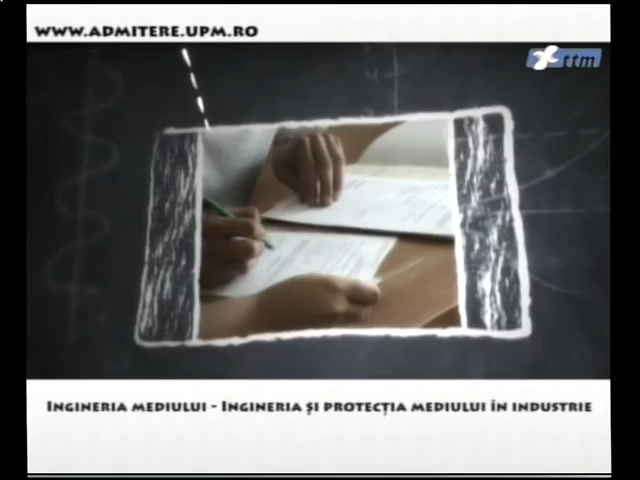 WWW.ADMITERE.UPM.RO
ttm
INGINERIA MEDIULUI - INGINERIA ȘI PROTECȚIA MEDIULUI ÎN INDUSTRIE